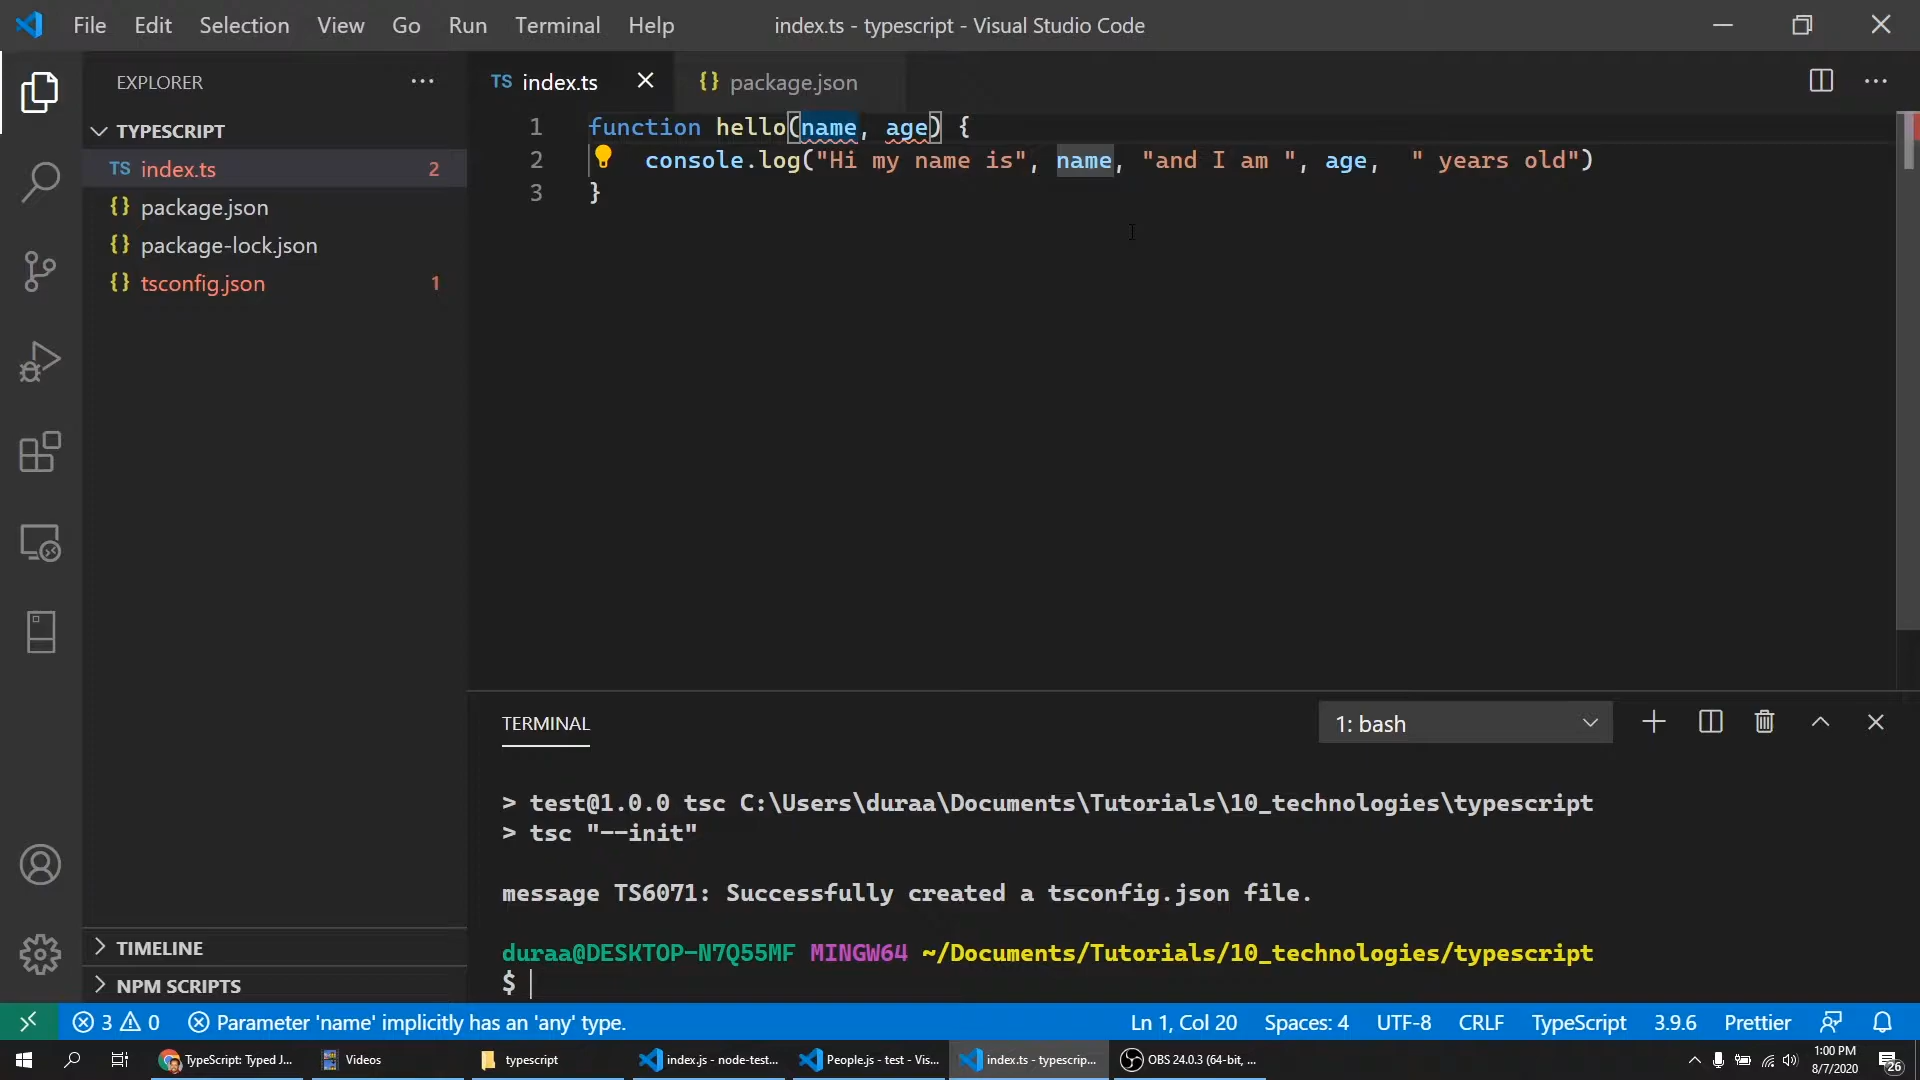 File Edit Selection View Go Run Terminal Help index.ts - typescript - Visual Studio Code
EXPLORER
TYPESCRIPT
TS index.ts 2
{} package.json
{} package-lock.json
{} tsconfig.json 1
TIMELINE
NPM SCRIPTS
TS index.ts {} package.json
1 function hello(name, age) {
2 console.log("Hi my name is", name, "and I am ", age,  " years old")
3 }
TERMINAL 1: bash
> test@1.0.0 tsc C:\Users\duraa\Documents\Tutorials\10_technologies\typescript
> tsc "--init"
message TS6071: Successfully created a tsconfig.json file.
duraa@DESKTOP-N7Q55MF MINGW64 ~/Documents/Tutorials/10_technologies/typescript
$
3 0 Parameter 'name' implicitly has an 'any' type. Ln 1, Col 20 Spaces: 4 UTF-8 CRLF TypeScript 3.9.6 Prettier
TypeScript: Typed J... Videos typescript index.js - node-test... People.js - test - Vis... index.ts - typescrip... OBS 24.0.3 (64-bit, ... 1:00 PM
8/7/2020 26